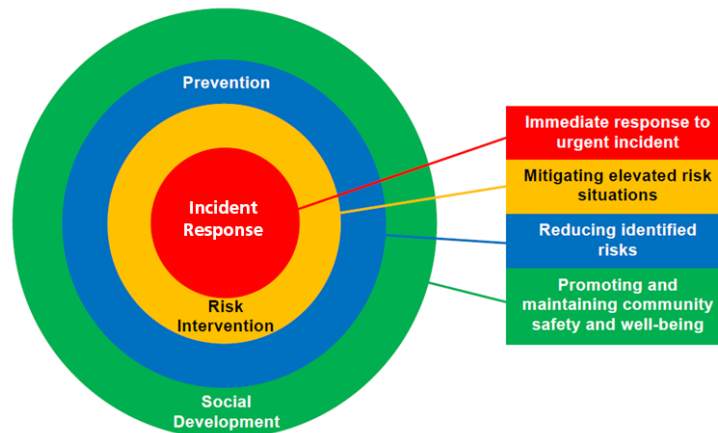 Prevention
Incident
Response
Risk
Intervention
Social
Development
Immediate response to
urgent incident
Mitigating elevated risk
situations
Reducing identified
risks
Promoting and
maintaining community
safety and well-being